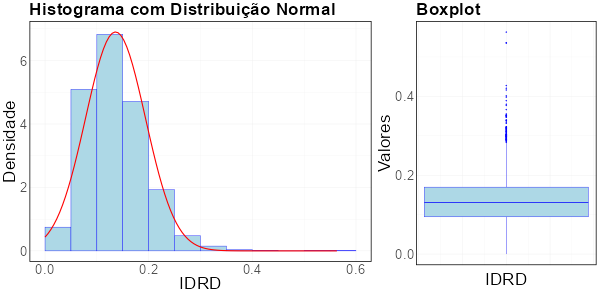 Histograma com Distribuição Normal
Densidade
6
4
2
0
0.0
0.2
0.4
0.6
IDRD
Boxplot
Valores
0.4
0.2
0.0
IDRD